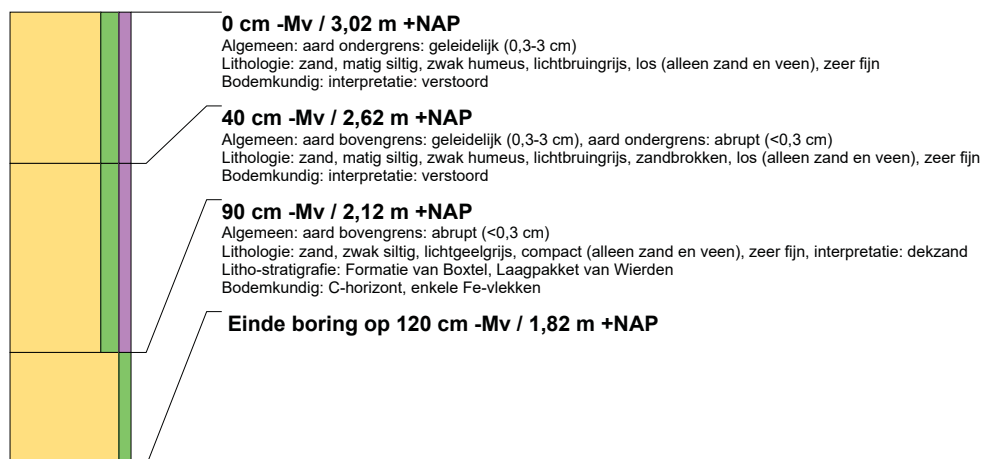 0 cm -Mv / 3,02 m +NAP
Algemeen: aard ondergrens: geleidelijk (0,3-3 cm)
Lithologie: zand, matig siltig, zwak humeus, lichtbruingrijs, los (alleen zand en veen), zeer fijn
Bodemkundig: interpretatie: verstoord
40 cm -Mv / 2,62 m +NAP
Algemeen: aard bovengrens: geleidelijk (0,3-3 cm), aard ondergrens: abrupt (<0,3 cm)
Lithologie: zand, matig siltig, zwak humeus, lichtbruingrijs, zandbrokken, los (alleen zand en veen), zeer fijn
Bodemkundig: interpretatie: verstoord
90 cm -Mv / 2,12 m +NAP
Algemeen: aard bovengrens: abrupt (<0,3 cm)
Lithologie: zand, zwak siltig, lichtgeelgrijs, compact (alleen zand en veen), zeer fijn, interpretatie: dekzand
Litho-stratigrafie: Formatie van Boxtel, Laagpakket van Wierden
Bodemkundig: C-horizont, enkele Fe-vlekken
Einde boring op 120 cm -Mv / 1,82 m +NAP